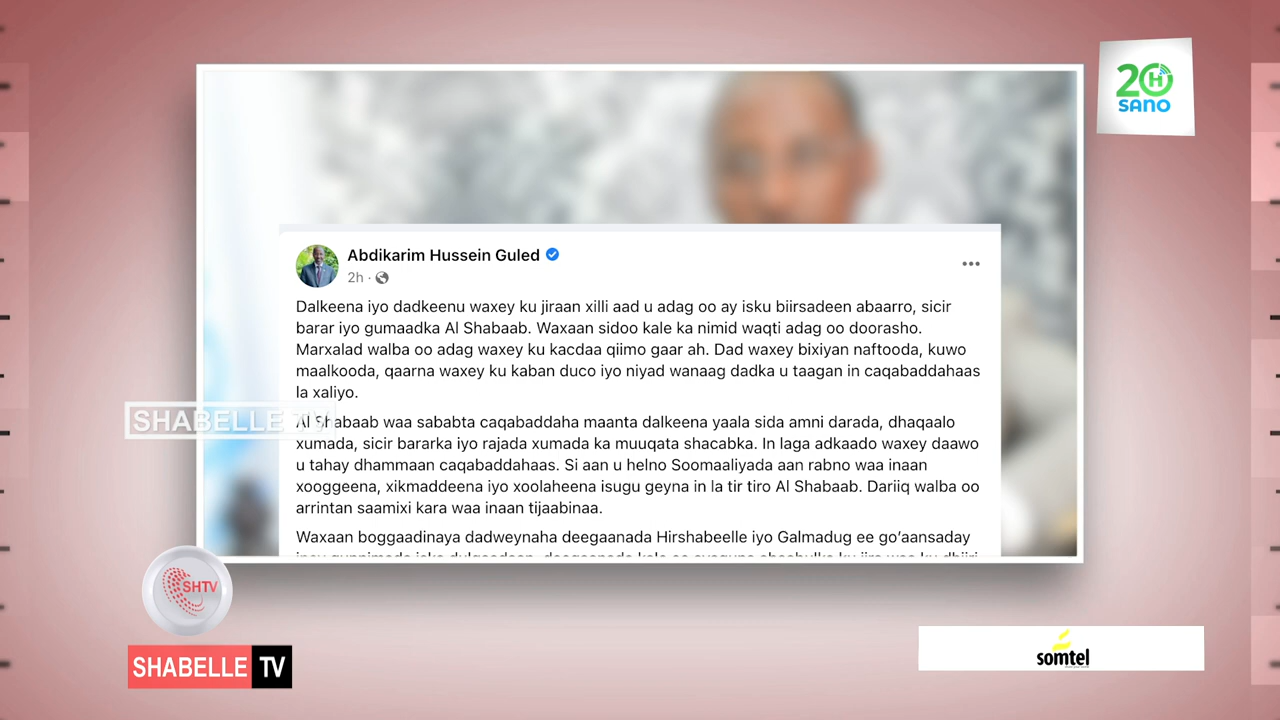 20
H
SANO
Abdikarim Hussein Guled
2h ·
Dalkeena iyo dadkeenu waxey ku jiraan xilli aad u adag oo ay isku biirsadeen abaarro, sicir
barar iyo gumaadka Al Shabaab. Waxaan sidoo kale ka nimid waqti adag oo doorasho.
Marxalad walba oo adag waxey ku kacdaa qiimo gaar ah. Dad waxey bixiyan naftooda, kuwo
maalkooda, qaarna waxey ku kaban duco iyo niyad wanaag dadka u taagan in caqabaddahaas
la xaliyo.
SHABELLE TV
Al Shabaab waa sababta caqabaddaha maanta dalkeena yaala sida amni darada, dhaqaalo
xumada, sicir bararka iyo rajada xumada ka muuqata shacabka. In laga adkaado waxey daawo
u tahay dhammaan caqabaddahaas. Si aan u helno Soomaaliyada aan rabno waa inaan
xooggeena, xikmaddeena iyo xoolaheena isugu geyna in la tir tiro Al Shabaab. Dariiq walba oo
arrintan saamixi kara waa inaan tijaabinaa.
Waxaan boggaadinaya dadweynaha deegaanada Hirshabeelle iyo Galmadug ee go'aansaday
SHTV
SHABELLE TV
somtel